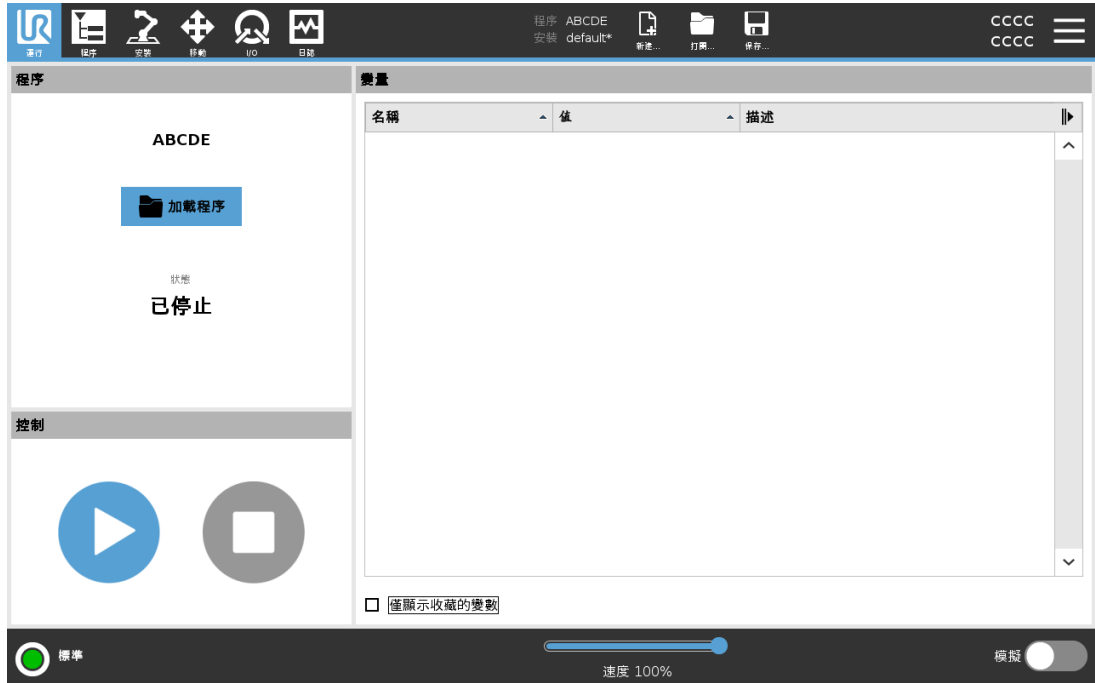 UR
運行
程序
安裝
移動
I/O
日誌
程序 ABCDE
安裝 default*
新建...
打開...
保存...
CCCC
CCCC
程序
ABCDE
加載程序
狀態
已停止
控制
變量
名稱
值
描述
僅顯示收藏的變數
標準
速度 100%
模擬